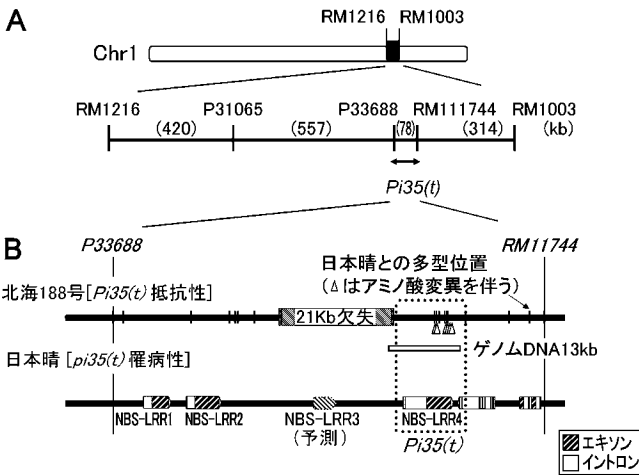 A
RM1216 RM1003
Chr1
RM1216 P31065 P33688 RM111744 RM1003
(420) (557) (78) (314) (kb)
Pi35(t)
B
P33688 RM11744
日本晴との多型位置
(Δはアミノ酸変異を伴う)
北海188号[Pi35(t)抵抗性]
21Kb欠失
ゲノムDNA13kb
日本晴[pi35(t)罹病性]
NBS-LRR1 NBS-LRR2 NBS-LRR3 NBS-LRR4
(予測)
Pi35(t)
エキソン
イントロン